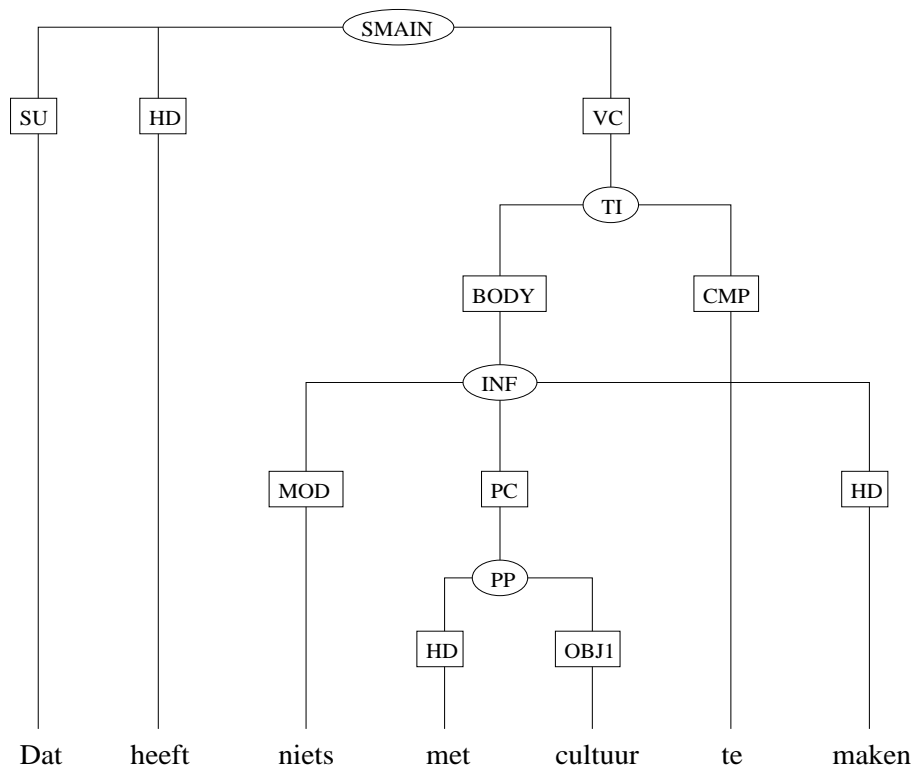 SMAIN
SU HD VC
TI
BODY CMP
INF
MOD PC HD
PP
HD OBJ1
Dat heeft niets met cultuur te maken